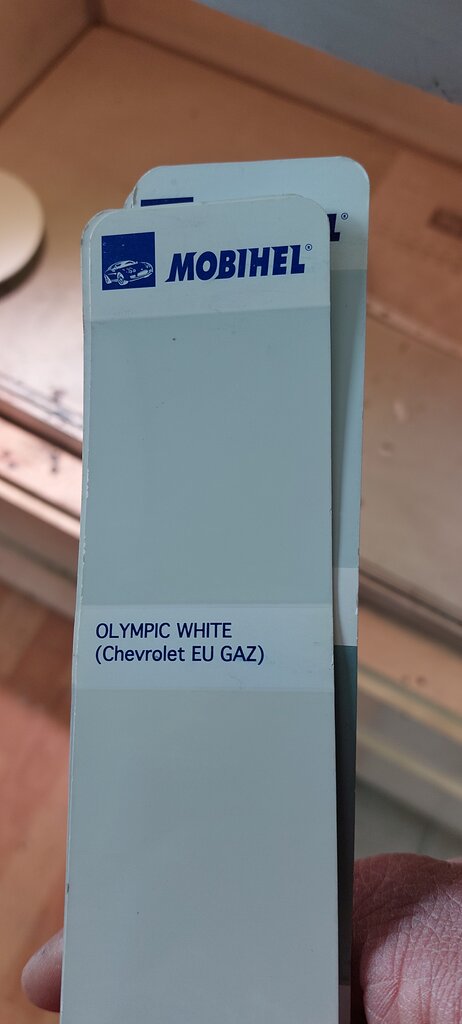 MOBIHEL®
L®
OLYMPIC WHITE
(Chevrolet EU GAZ)